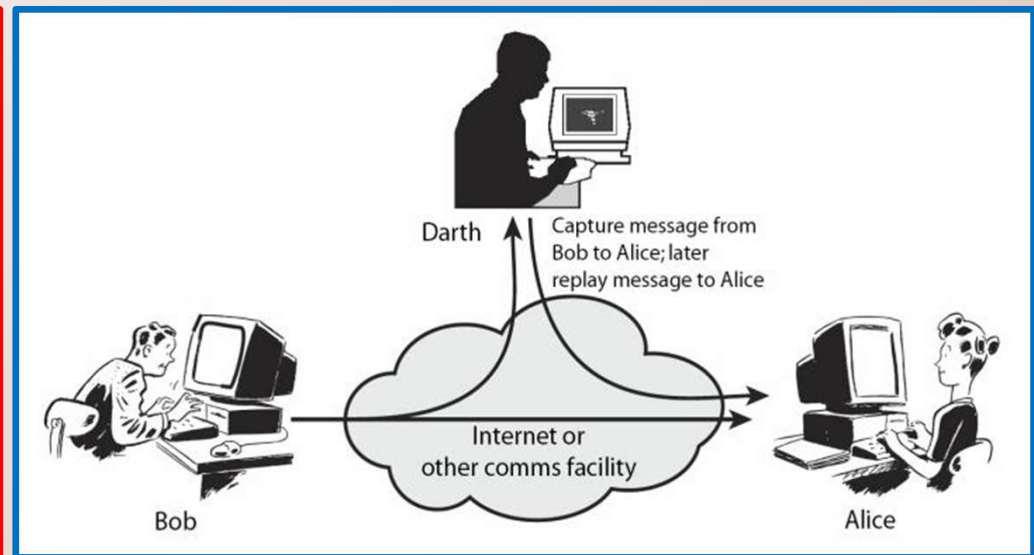 Darth
Capture message from
Bob to Alice; later
replay message to Alice
Internet or
other comms facility
Bob
Alice